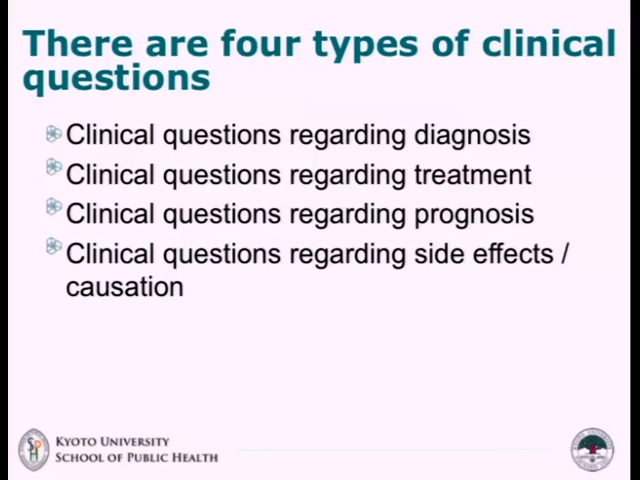 There are four types of clinical
questions
Clinical questions regarding diagnosis
Clinical questions regarding treatment
Clinical questions regarding prognosis
Clinical questions regarding side effects /
causation
KYOTO UNIVERSITY
SCHOOL OF PUBLIC HEALTH